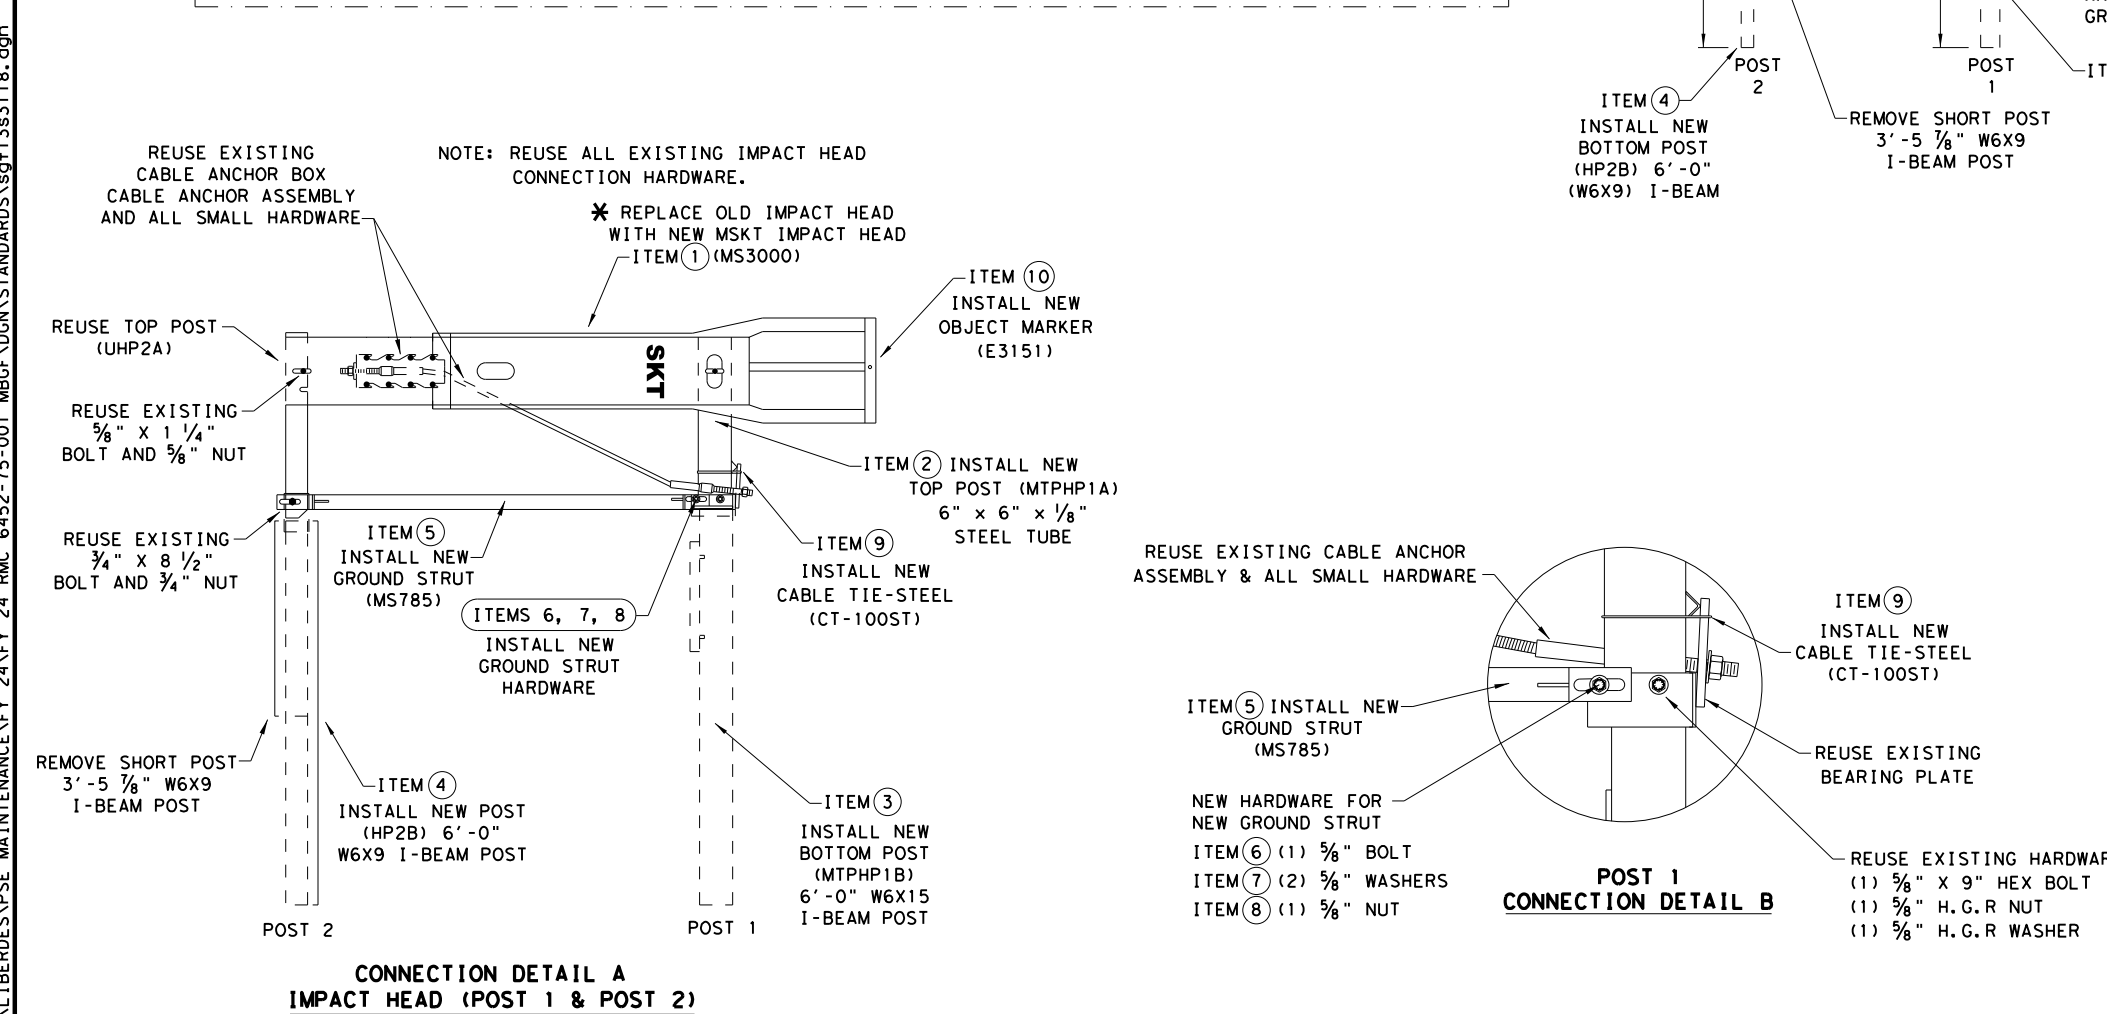 POST
2
POST
1
GR
IT
ITEM 4
INSTALL NEW
BOTTOM POST
(HP2B) 6'-0"
(W6X9) I-BEAM
REMOVE SHORT POST
3'-5 7/8" W6X9
I-BEAM POST
REUSE EXISTING
CABLE ANCHOR BOX
CABLE ANCHOR ASSEMBLY
AND ALL SMALL HARDWARE
NOTE: REUSE ALL EXISTING IMPACT HEAD
CONNECTION HARDWARE.
* REPLACE OLD IMPACT HEAD
WITH NEW MSKT IMPACT HEAD
ITEM 1 (MS3000)
ITEM 10
INSTALL NEW
OBJECT MARKER
(E3151)
REUSE TOP POST
(UHP2A)
SKT
REUSE EXISTING
5/8" X 1 1/4"
BOLT AND 5/8" NUT
ITEM 2 INSTALL NEW
TOP POST (MTPHP1A)
6" x 6" x 1/8"
STEEL TUBE
REUSE EXISTING
3/4" X 8 1/2"
BOLT AND 3/4" NUT
ITEM 5
INSTALL NEW
GROUND STRUT
(MS785)
ITEMS 6, 7, 8
INSTALL NEW
GROUND STRUT
HARDWARE
ITEM 9
INSTALL NEW
CABLE TIE-STEEL
(CT-100ST)
REMOVE SHORT POST
3'-5 7/8" W6X9
I-BEAM POST
ITEM 4
INSTALL NEW POST
(HP2B) 6'-0"
W6X9 I-BEAM POST
ITEM 3
INSTALL NEW
BOTTOM POST
(MTPHP1B)
6'-0" W6X15
I-BEAM POST
POST 2
POST 1
CONNECTION DETAIL A
IMPACT HEAD (POST 1 & POST 2)
REUSE EXISTING CABLE ANCHOR
ASSEMBLY & ALL SMALL HARDWARE
ITEM 9
INSTALL NEW
CABLE TIE-STEEL
(CT-100ST)
ITEM 5 INSTALL NEW
GROUND STRUT
(MS785)
REUSE EXISTING
BEARING PLATE
NEW HARDWARE FOR
NEW GROUND STRUT
ITEM 6 (1) 5/8" BOLT
ITEM 7 (2) 5/8" WASHERS
ITEM 8 (1) 5/8" NUT
POST 1
CONNECTION DETAIL B
REUSE EXISTING HARDWAR
(1) 5/8" X 9" HEX BOLT
(1) 5/8" H.G.R NUT
(1) 5/8" H.G.R WASHER